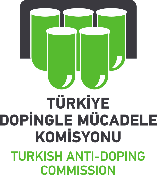 TÜRKİYE
DOPİNGLE MÜCADELE
KOMİSYONU
TURKISH ANTI-DOPING
COMMISSION